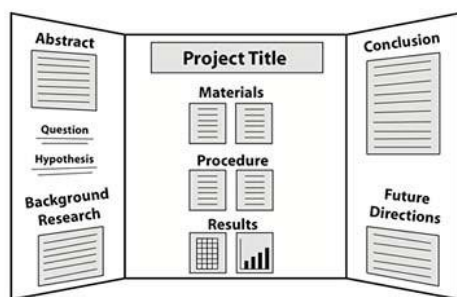 Abstract
Question
Hypothesis
Background
Research
Project Title
Materials
Procedure
Results
Conclusion
Future
Directions